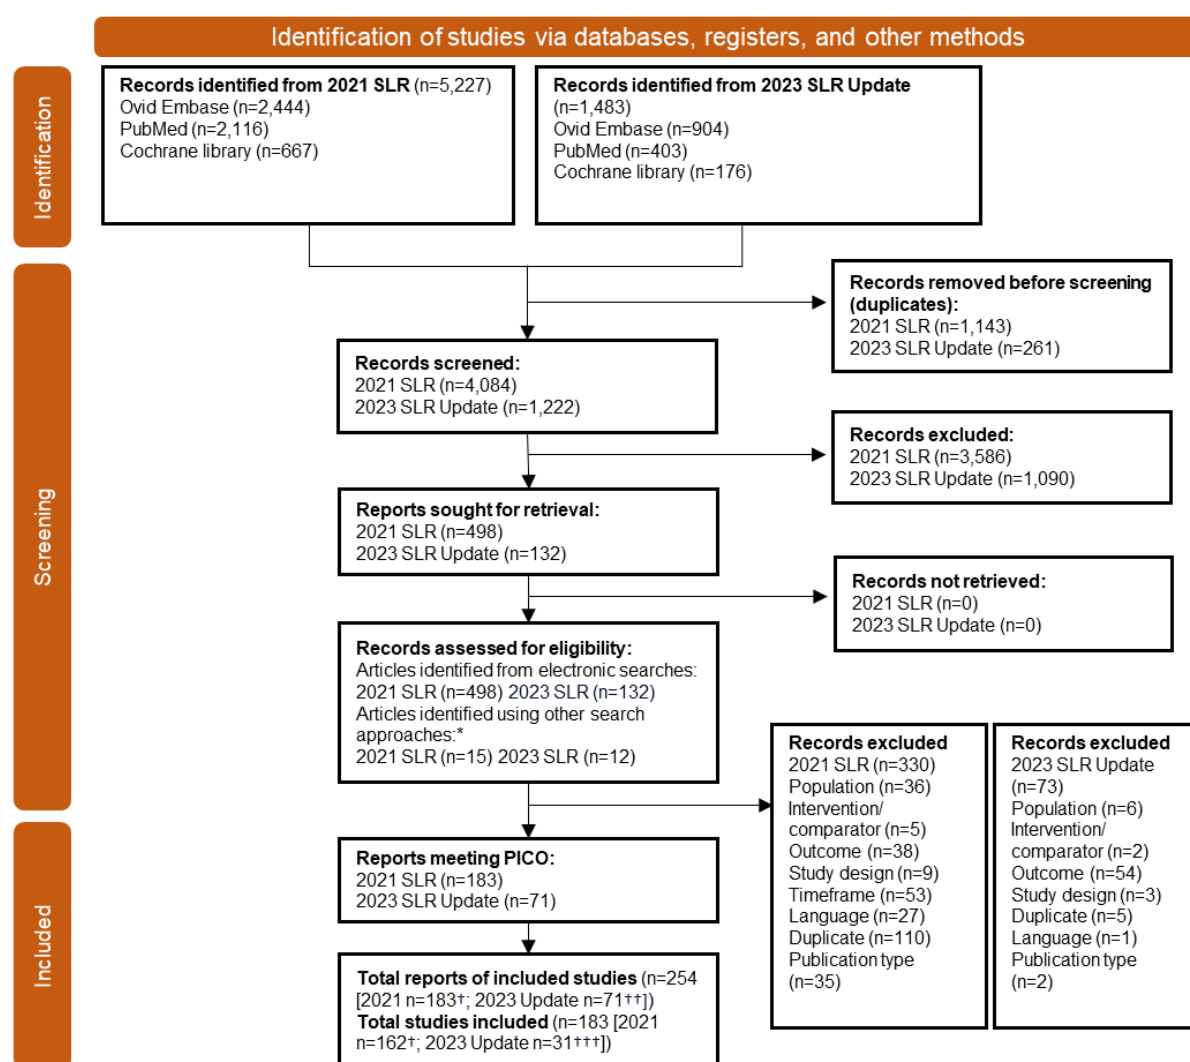 Identification of studies via databases, registers, and other methods
Identification
Records identified from 2021 SLR (n=5,227)
Ovid Embase (n=2,444)
PubMed (n=2,116)
Cochrane library (n=667)
Records identified from 2023 SLR Update
(n=1,483)
Ovid Embase (n=904)
PubMed (n=403)
Cochrane library (n=176)
Screening
Records removed before screening
(duplicates):
2021 SLR (n=1,143)
2023 SLR Update (n=261)
Records screened:
2021 SLR (n=4,084)
2023 SLR Update (n=1,222)
Records excluded:
2021 SLR (n=3,586)
2023 SLR Update (n=1,090)
Reports sought for retrieval:
2021 SLR (n=498)
2023 SLR Update (n=132)
Records not retrieved:
2021 SLR (n=0)
2023 SLR Update (n=0)
Records assessed for eligibility:
Articles identified from electronic searches:
2021 SLR (n=498) 2023 SLR (n=132)
Articles identified using other search
approaches:*
2021 SLR (n=15) 2023 SLR (n=12)
Records excluded
2021 SLR (n=330)
Population (n=36)
Intervention/
comparator (n=5)
Outcome (n=38)
Study design (n=9)
Timeframe (n=53)
Language (n=27)
Duplicate (n=110)
Publication type
(n=35)
Records excluded
2023 SLR Update
(n=73)
Population (n=6)
Intervention/
comparator (n=2)
Outcome (n=54)
Study design (n=3)
Duplicate (n=5)
Language (n=1)
Publication type
(n=2)
Included
Reports meeting PICO:
2021 SLR (n=183)
2023 SLR Update (n=71)
Total reports of included studies (n=254
[2021 n=183†; 2023 Update n=71††])
Total studies included (n=183 [2021
n=162†; 2023 Update n=31†††])